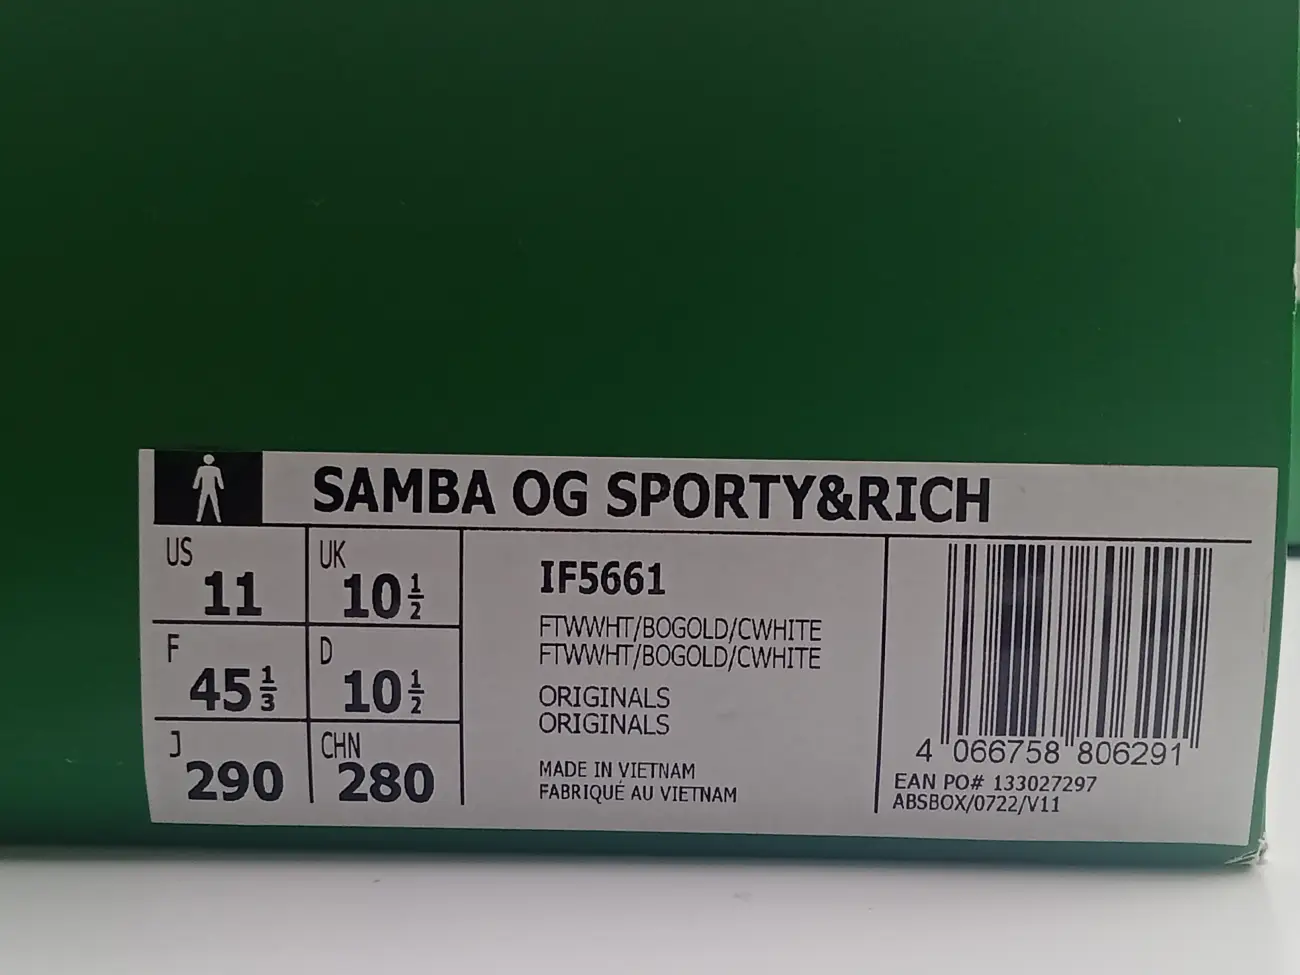 SAMBA OG SPORTY&RICH
US 11
UK 10 1/2
F 45 1/3
D 10 1/2
J 290
CHN 280
IF5661
FTWWHT/BOGOLD/CWHITE
FTWWHT/BOGOLD/CWHITE
ORIGINALS
ORIGINALS
MADE IN VIETNAM
FABRIQUÉ AU VIETNAM
4 066758 806291
EAN PO# 133027297
ABSBOX/0722/V11